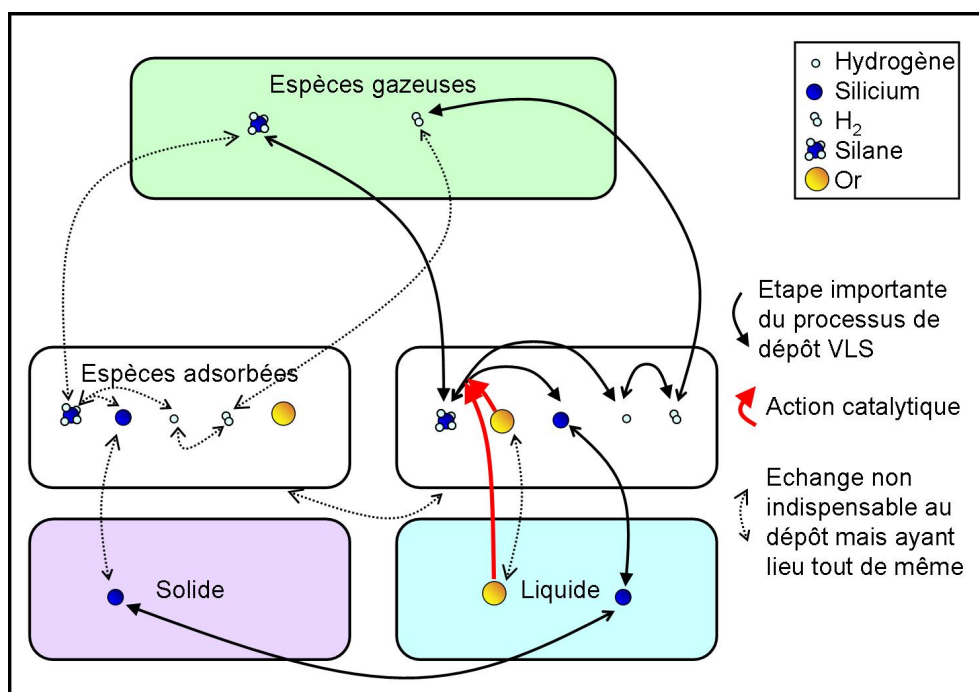 Espèces gazeuses
Hydrogène
Silicium
H2
Silane
Or
Etape importante
du processus de
dépôt VLS
Espèces adsorbées
Action catalytique
Echange non
indispensable au
dépôt mais ayant
lieu tout de même
Solide
Liquide